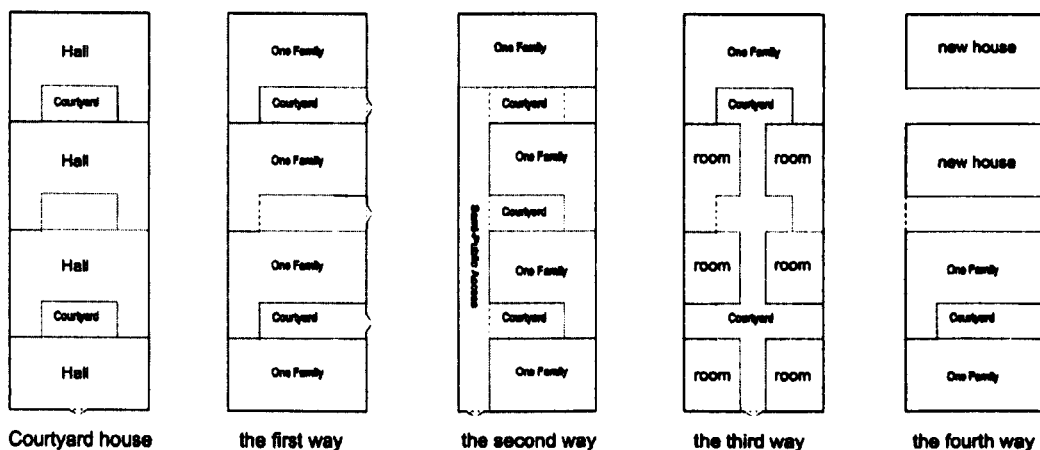 Hall
Courtyard
Hall
Hall
Courtyard
Hall
Courtyard house
One Family
Courtyard
One Family
One Family
Courtyard
One Family
the first way
One Family
Courtyard
One Family
Courtyard
Semi-Public Access
One Family
Courtyard
One Family
the second way
One Family
Courtyard
room room
room room
Courtyard
room room
the third way
new house
new house
One Family
Courtyard
One Family
the fourth way